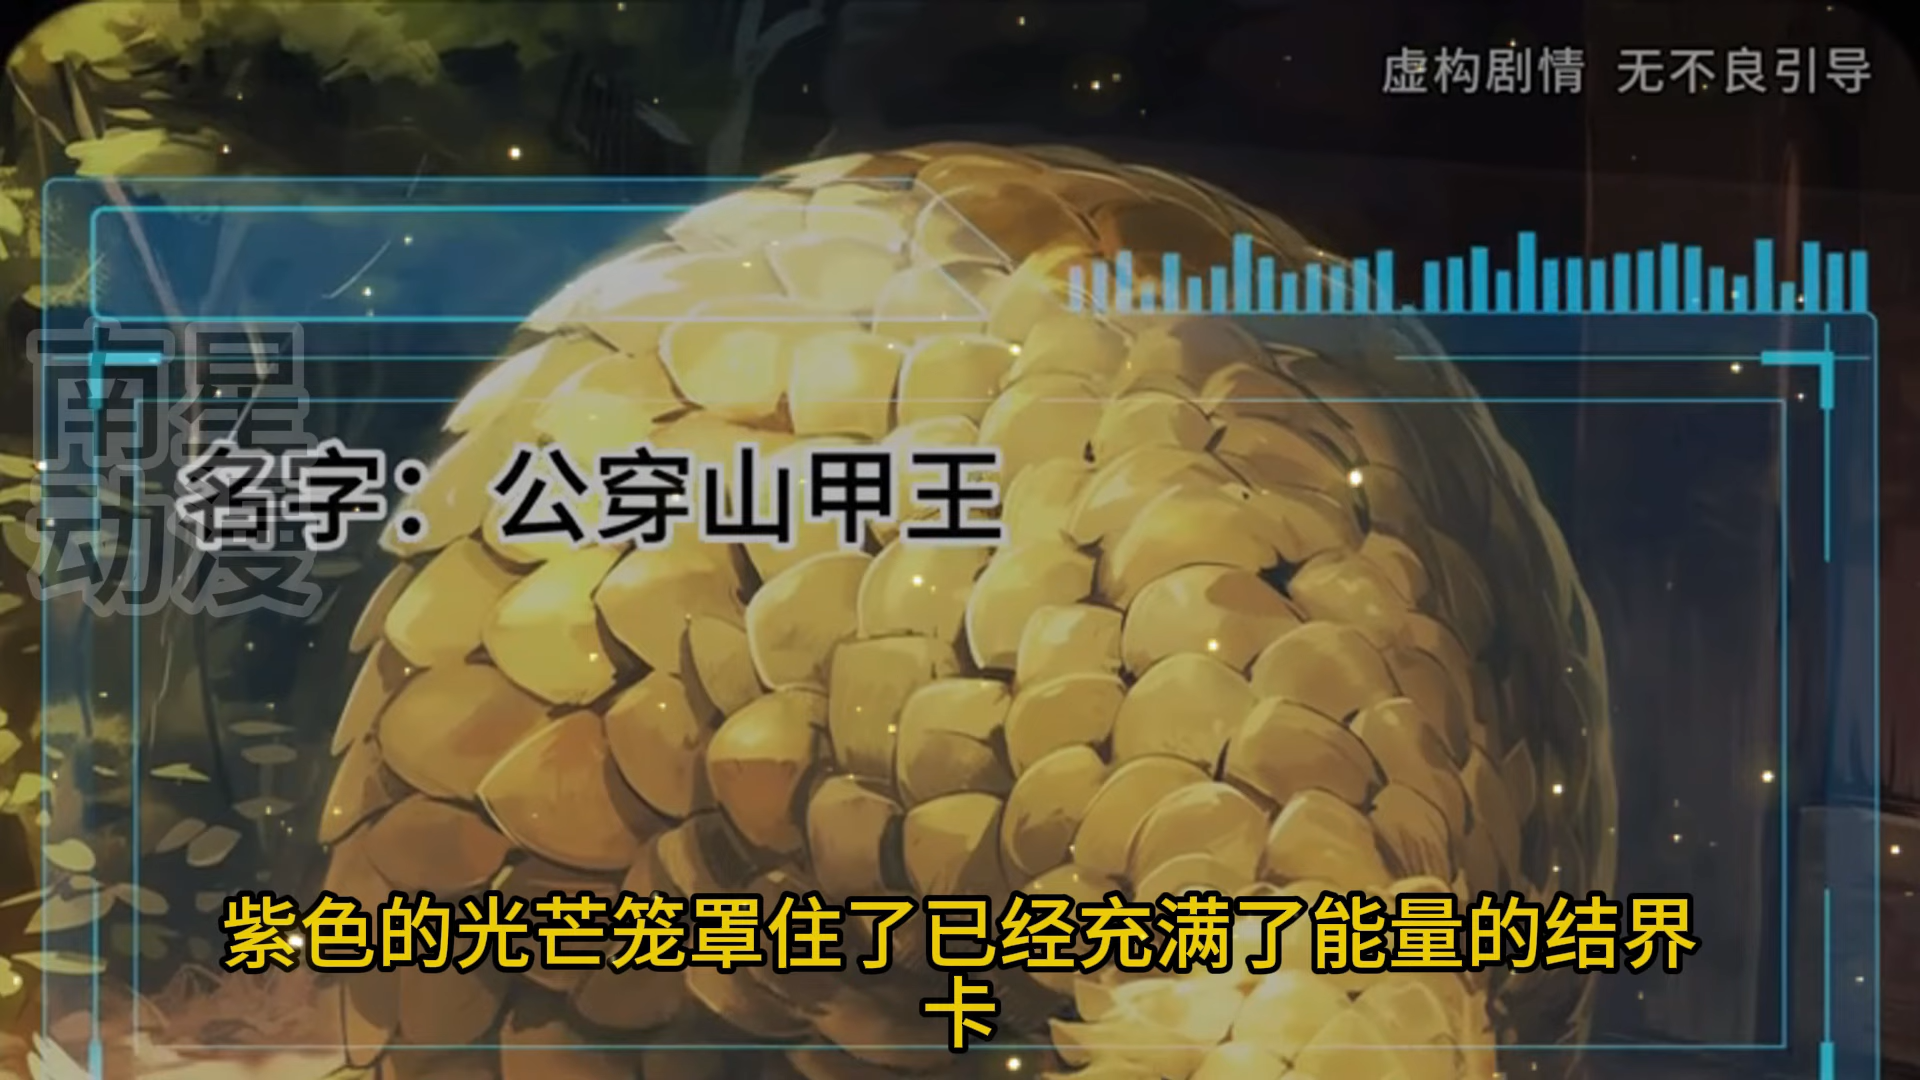 虚构剧情 无不良引导
南星
动漫
名字：公穿山甲王
紫色的光芒笼罩住了已经充满了能量的结界
卡